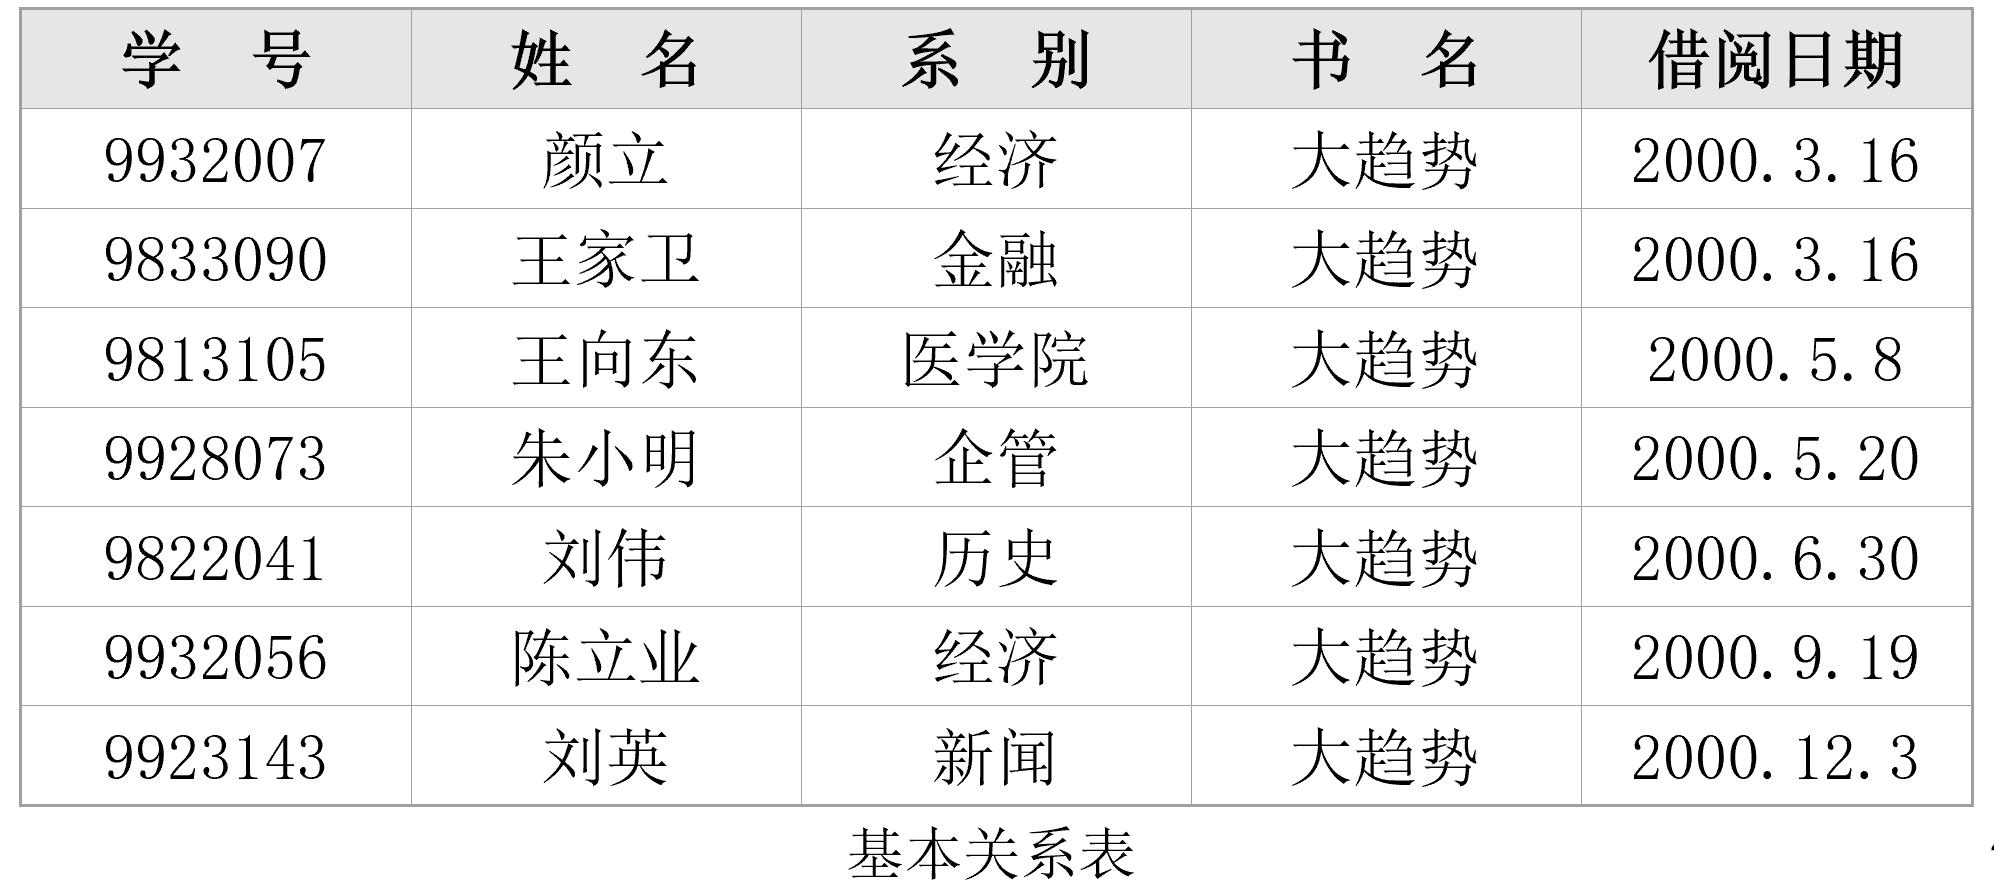 学 号 姓 名 系 别 书 名 借阅日期
9932007 颜立 经济 大趋势 2000.3.16
9833090 王家卫 金融 大趋势 2000.3.16
9813105 王向东 医学院 大趋势 2000.5.8
9928073 朱小明 企管 大趋势 2000.5.20
9822041 刘伟 历史 大趋势 2000.6.30
9932056 陈立业 经济 大趋势 2000.9.19
9923143 刘英 新闻 大趋势 2000.12.3
基本关系表